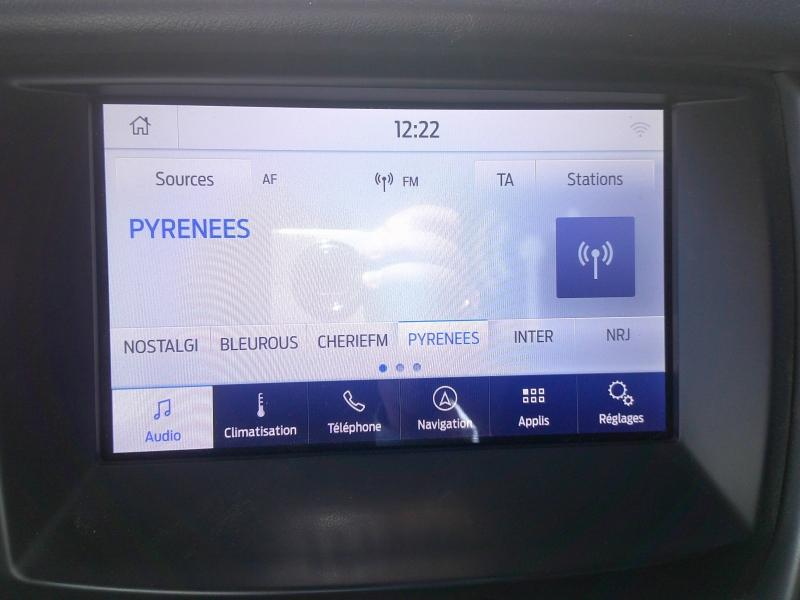 12:22
Sources AF FM TA Stations
PYRENEES
NOSTALGI BLEUROUS CHERIEFM PYRENEES INTER NRJ
Audio Climatisation Téléphone Navigation Applis Réglages